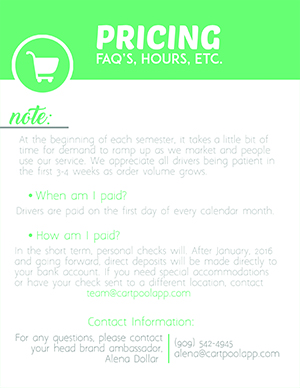 PRICING
FAQ'S, HOURS, ETC.
note:
At the beginning of each semester, it takes a little bit of
time for demand to ramp up as we market and people
use our service. We appreciate all drivers being patient in
the first 3-4 weeks as order volume grows.
• When am I paid?
Drivers are paid on the first day of every calendar month.
• How am I paid?
In the short term, personal checks will. After January, 2016
and going forward, direct deposits will be made directly to
your bank account. If you need special accommodations
or have your check sent to a different location, contact
team@cartpoolapp.com
Contact Information:
For any questions, please contact
your head brand ambassador,
Alena Dollar
(909) 542-4945
alena@cartpoolapp.com